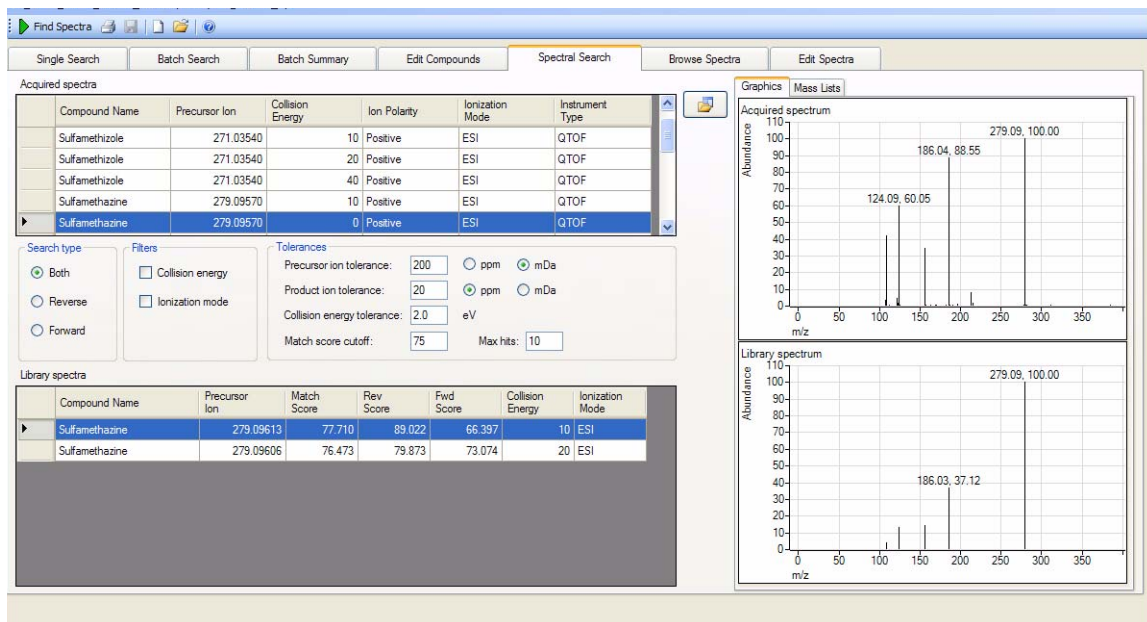 Find Spectra
Single Search Batch Search Batch Summary Edit Compounds Spectral Search Browse Spectra Edit Spectra
Acquired spectra
Compound Name Precursor Ion Collision Energy Ion Polarity Ionization Mode Instrument Type
Sulfamethizole 271.03540 10 Positive ESI QTOF
Sulfamethizole 271.03540 20 Positive ESI QTOF
Sulfamethizole 271.03540 40 Positive ESI QTOF
Sulfamethazine 279.09570 10 Positive ESI QTOF
Sulfamethazine 279.09570 0 Positive ESI QTOF
Search type
Both
Reverse
Forward
Filters
Collision energy
Ionization mode
Tolerances
Precursor ion tolerance: 200 ppm mDa
Product ion tolerance: 20 ppm mDa
Collision energy tolerance: 2.0 eV
Match score cutoff: 75 Max hits: 10
Library spectra
Compound Name Precursor Ion Match Score Rev Score Fwd Score Collision Energy Ionization Mode
Sulfamethazine 279.09613 77.710 89.022 66.397 10 ESI
Sulfamethazine 279.09606 76.473 79.873 73.074 20 ESI
Graphics Mass Lists
Acquired spectrum
Abundance
110
100
90
80
70
60
50
40
30
20
10
0
279.09, 100.00
186.04, 88.55
124.09, 60.05
0 50 100 150 200 250 300 350
m/z
Library spectrum
Abundance
110
100
90
80
70
60
50
40
30
20
10
0
279.09, 100.00
186.03, 37.12
0 50 100 150 200 250 300 350
m/z